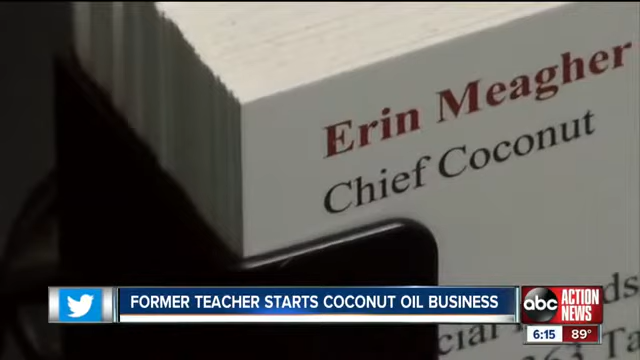 Erin Meagher
Chief Coconut
FORMER TEACHER STARTS COCONUT OIL BUSINESS
abc ACTION NEWS
6:15 89°